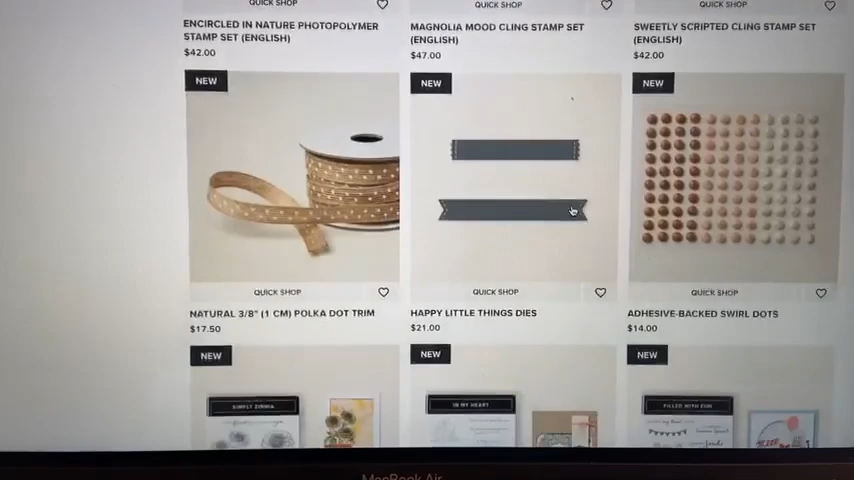 QUICK SHOP
QUICK SHOP
QUICK SHOP
ENCIRCLED IN NATURE PHOTOPOLYMER
STAMP SET (ENGLISH)
$42.00
MAGNOLIA MOOD CLING STAMP SET
(ENGLISH)
$47.00
SWEETLY SCRIPTED CLING STAMP SET
(ENGLISH)
$42.00
NEW
NEW
NEW
QUICK SHOP
QUICK SHOP
QUICK SHOP
NATURAL 3/8" (1 CM) POLKA DOT TRIM
$17.50
HAPPY LITTLE THINGS DIES
$21.00
ADHESIVE-BACKED SWIRL DOTS
$14.00
NEW
NEW
NEW
SIMPLY ZINNIA
IN MY HEART
FILLED WITH FUN
MacBook Air